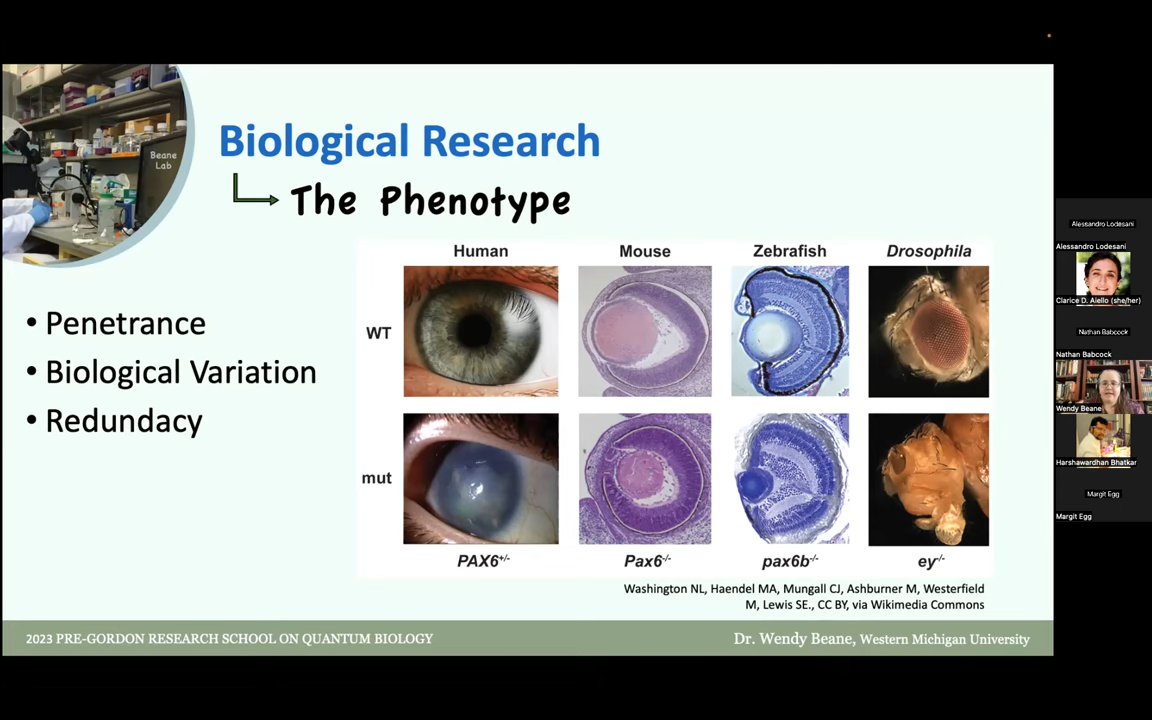 Beane
Lab
Biological Research
The Phenotype
Human Mouse Zebrafish Drosophila
WT
mut
PAX6+/- Pax6-/- pax6b-/- ey-/-
• Penetrance
• Biological Variation
• Redundacy
Washington NL, Haendel MA, Mungall CJ, Ashburner M, Westerfield
M, Lewis SE., CC BY, via Wikimedia Commons
2023 PRE-GORDON RESEARCH SCHOOL ON QUANTUM BIOLOGY
Dr. Wendy Beane, Western Michigan University
Alessandro Lodesani
Alessandro Lodesani
Clarice D. Aiello (she/her)
Nathan Babcock
Nathan Babcock
Wendy Beane
Harshawardhan Bhatkar
Margit Egg
Margit Egg